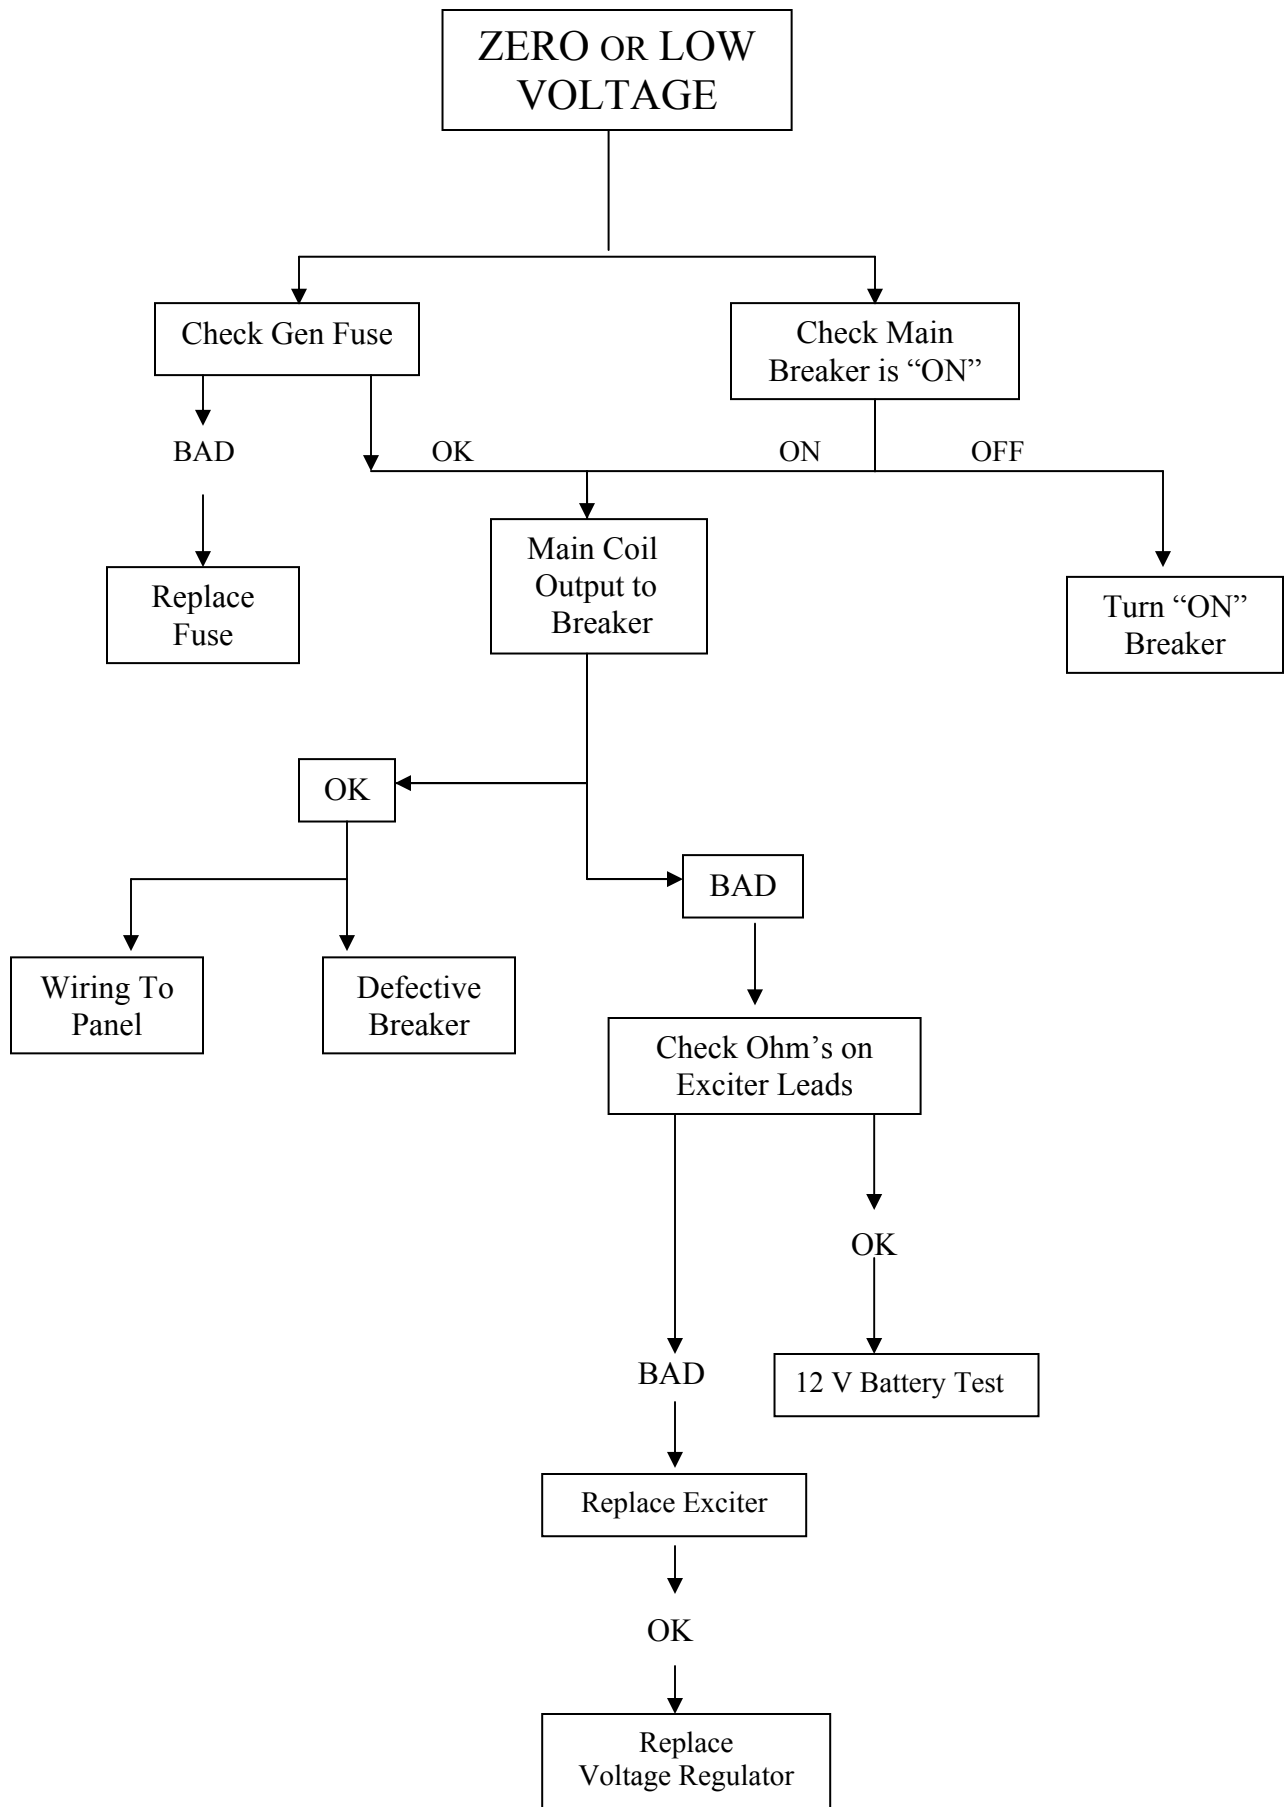 ZERO OR LOW
VOLTAGE
Check Gen Fuse
Check Main
Breaker is “ON”
BAD
OK
ON
OFF
Main Coil
Output to
Breaker
Replace
Fuse
Turn “ON”
Breaker
OK
BAD
Wiring To
Panel
Defective
Breaker
Check Ohm’s on
Exciter Leads
OK
BAD
12 V Battery Test
Replace Exciter
OK
Replace
Voltage Regulator